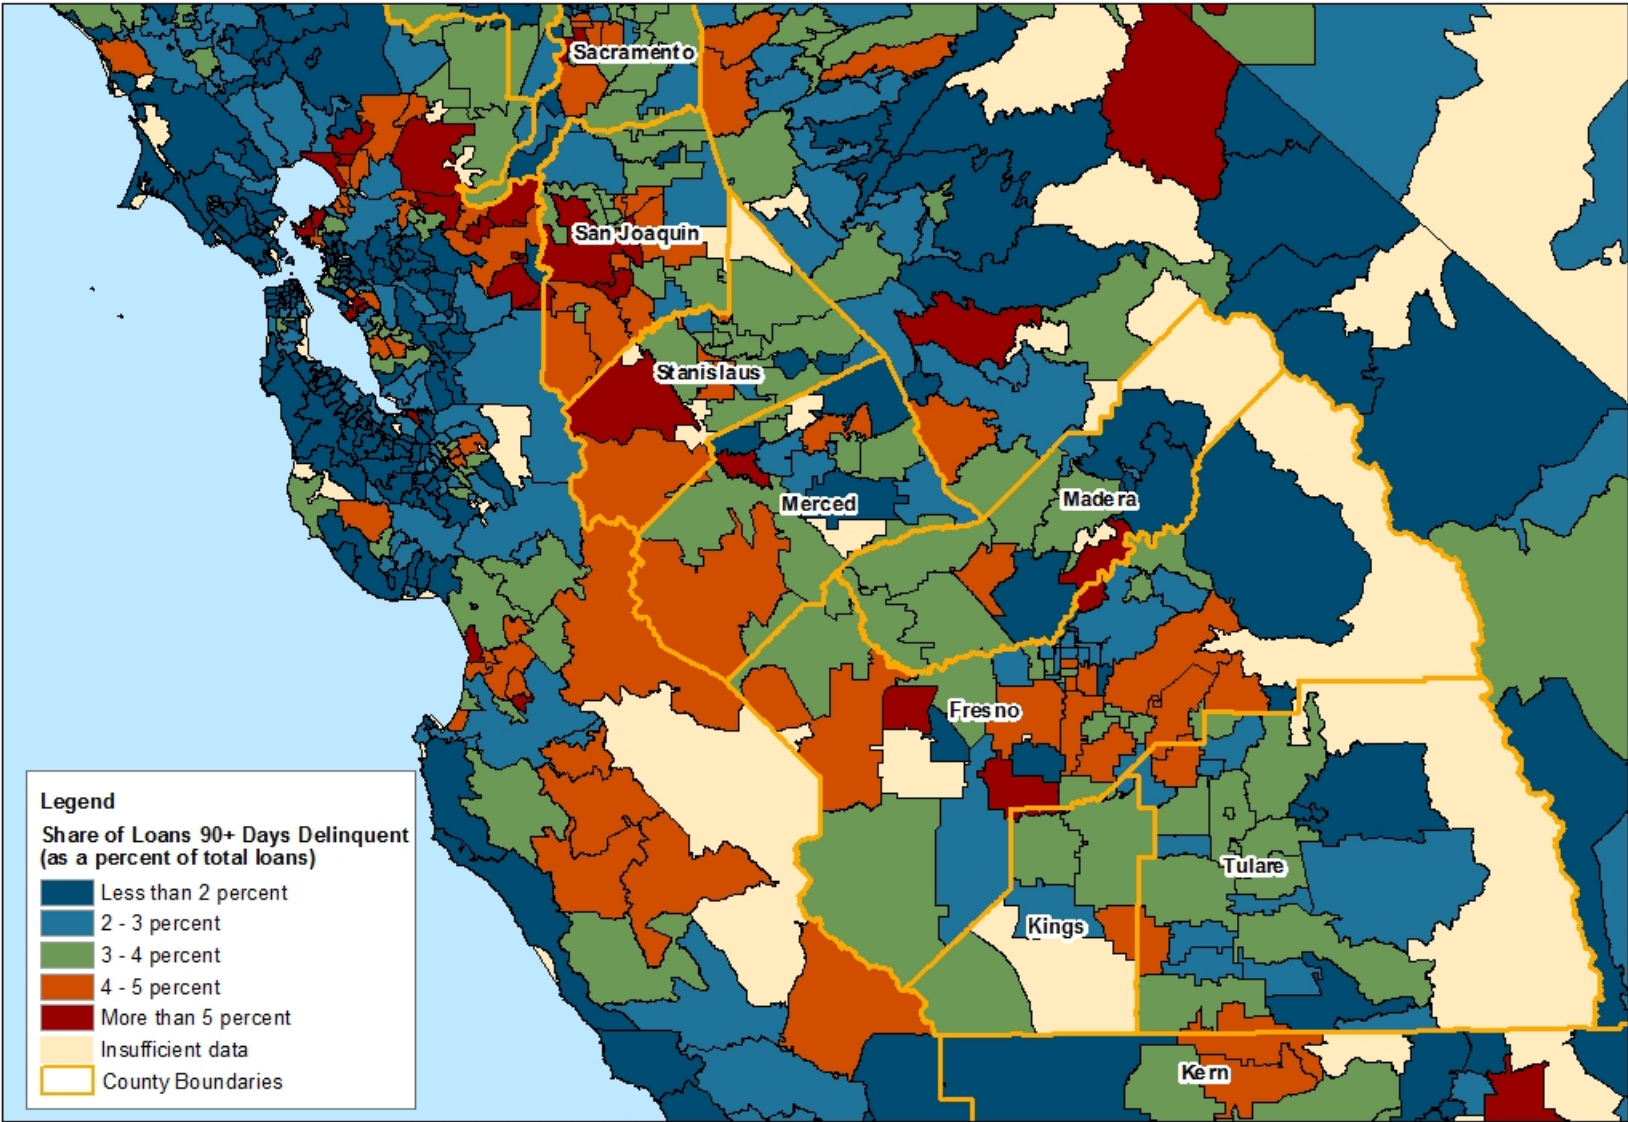 Sacramento
San Joaquin
Stanislaus
Merced
Madera
Fresno
Tulare
Kings
Kern
Legend
Share of Loans 90+ Days Delinquent
(as a percent of total loans)
Less than 2 percent
2 - 3 percent
3 - 4 percent
4 - 5 percent
More than 5 percent
Insufficient data
County Boundaries